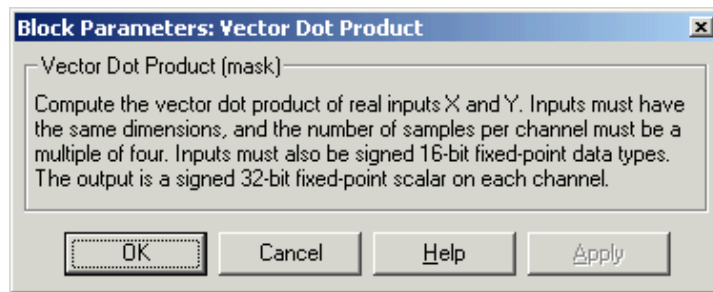 Block Parameters: Vector Dot Product
Vector Dot Product (mask)
Compute the vector dot product of real inputs X and Y. Inputs must have
the same dimensions, and the number of samples per channel must be a
multiple of four. Inputs must also be signed 16-bit fixed-point data types.
The output is a signed 32-bit fixed-point scalar on each channel.
OK Cancel Help Apply